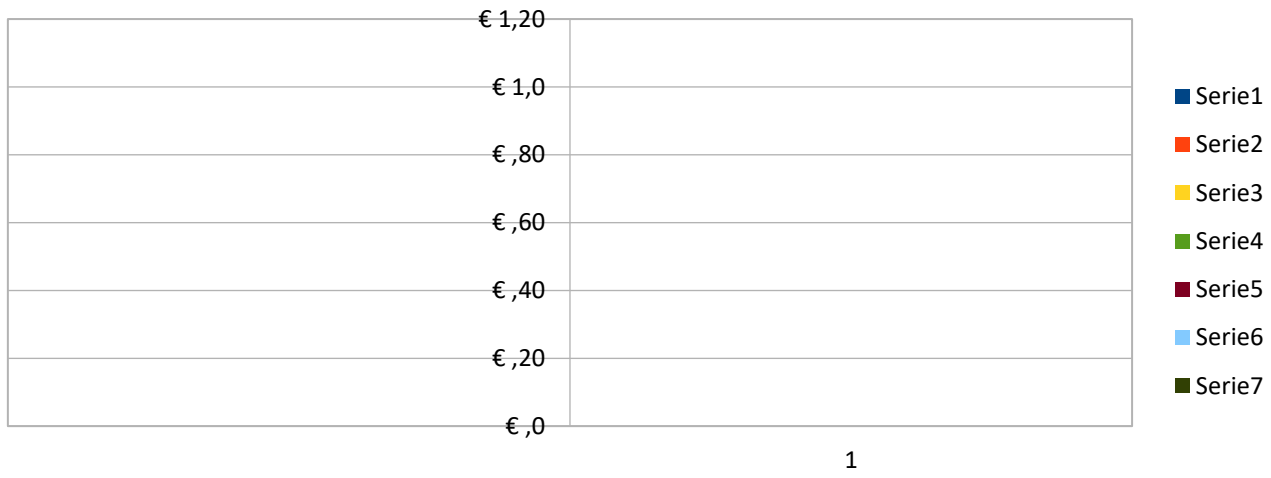 € 1,20
€ 1,0
€ ,80
€ ,60
€ ,40
€ ,20
€ ,0
1
Serie1
Serie2
Serie3
Serie4
Serie5
Serie6
Serie7